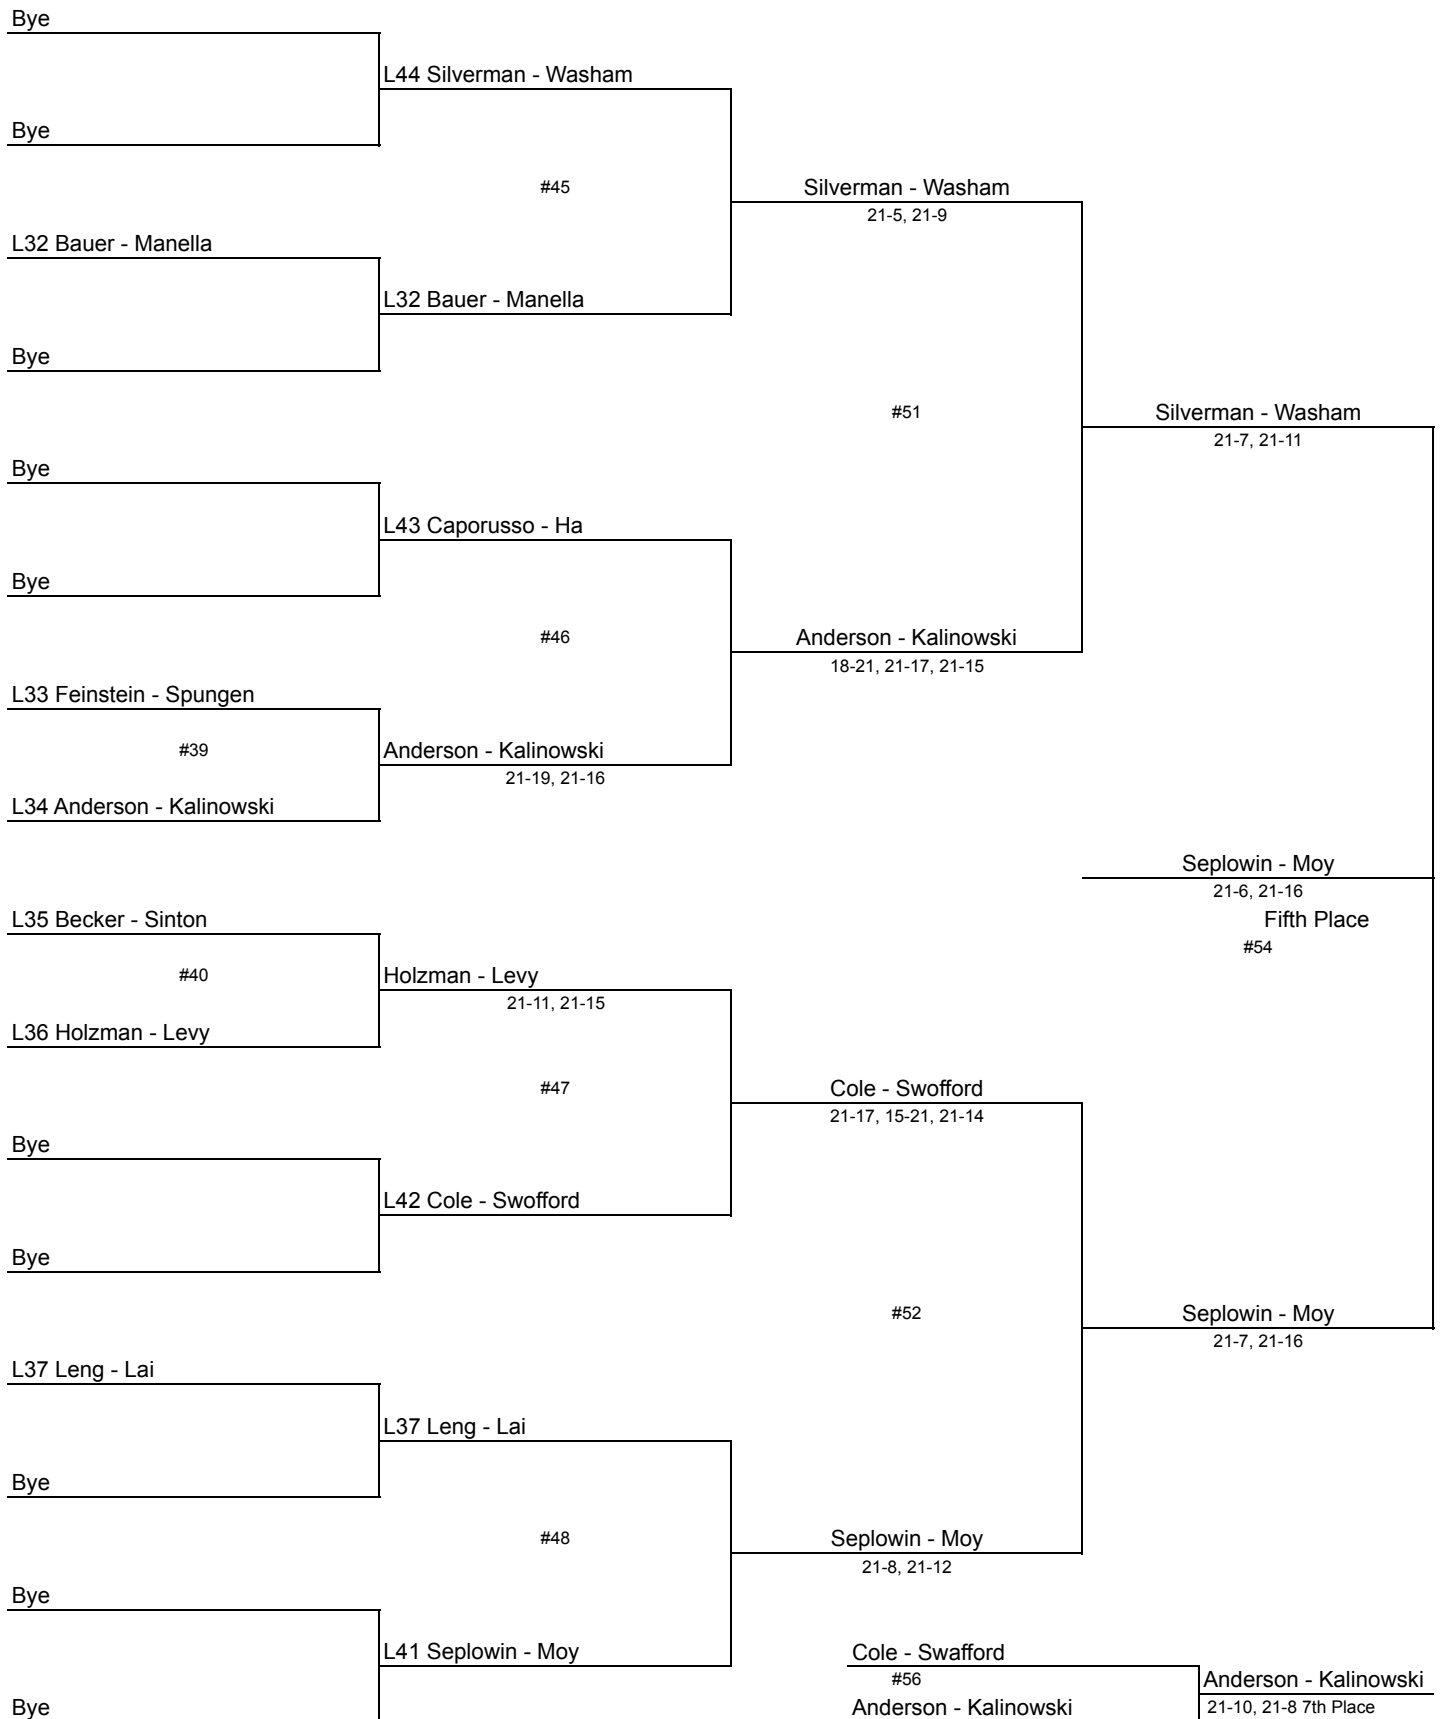 Bye
L44 Silverman - Washam
Bye
#45
Silverman - Washam
21-5, 21-9
L32 Bauer - Manella
L32 Bauer - Manella
Bye
#51
Silverman - Washam
21-7, 21-11
Bye
L43 Caporusso - Ha
Bye
#46
Anderson - Kalinowski
18-21, 21-17, 21-15
L33 Feinstein - Spungen
#39
Anderson - Kalinowski
21-19, 21-16
L34 Anderson - Kalinowski
Seplowin - Moy
21-6, 21-16
Fifth Place
#54
L35 Becker - Sinton
#40
Holzman - Levy
21-11, 21-15
L36 Holzman - Levy
#47
Cole - Swofford
21-17, 15-21, 21-14
Bye
L42 Cole - Swofford
Bye
#52
Seplowin - Moy
21-7, 21-16
L37 Leng - Lai
L37 Leng - Lai
Bye
#48
Seplowin - Moy
21-8, 21-12
Bye
L41 Seplowin - Moy
Cole - Swafford
#56
Anderson - Kalinowski
Bye
Anderson - Kalinowski
21-10, 21-8 7th Place